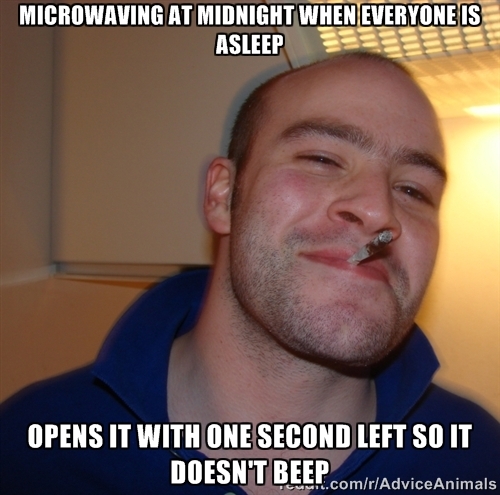 MICROWAVING AT MIDNIGHT WHEN EVERYONE IS
ASLEEP
OPENS IT WITH ONE SECOND LEFT SO IT
DOESN'T BEEP
reddit.com/r/AdviceAnimals